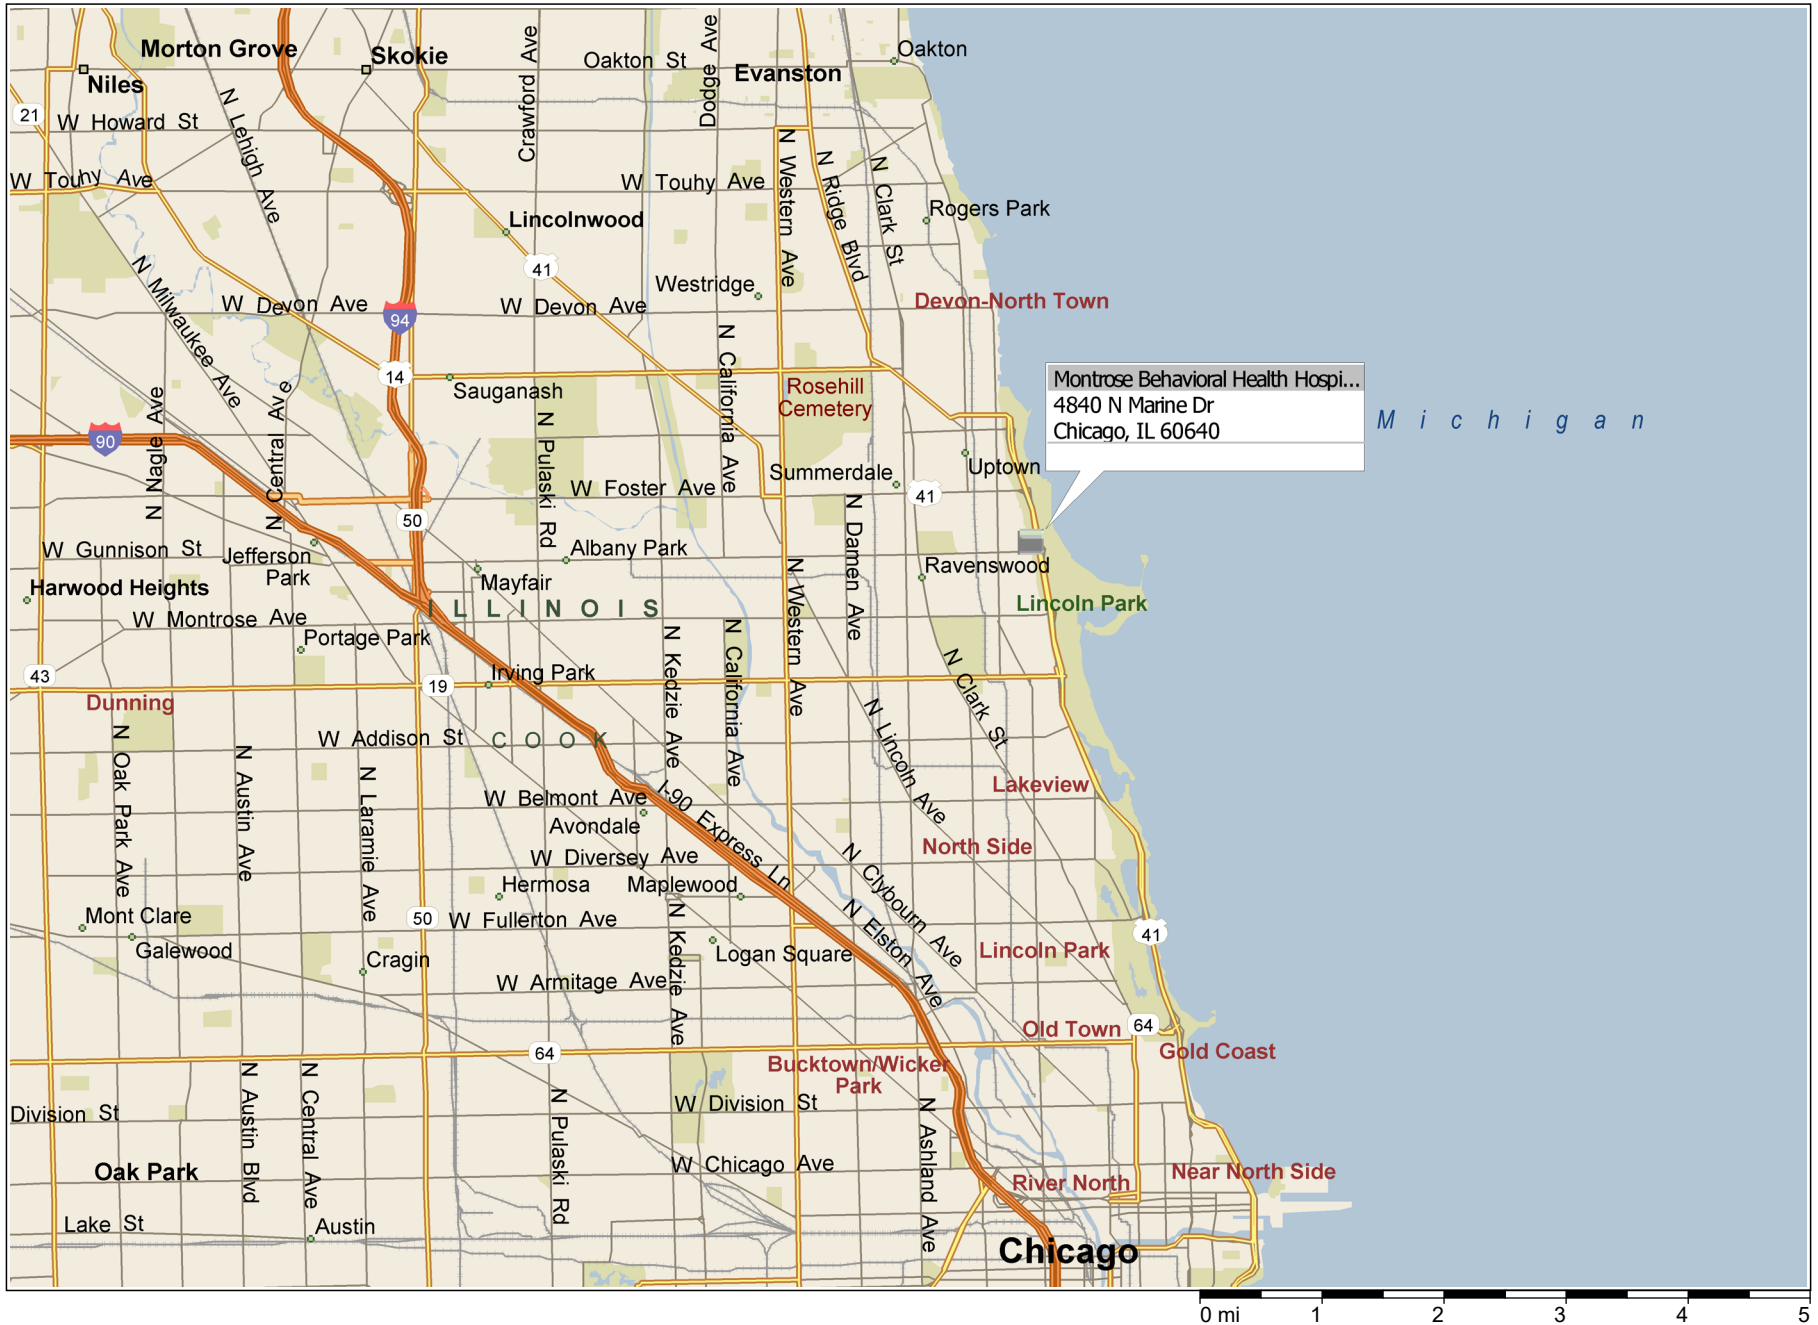 Morton Grove
Skokie
Niles
Oakton St
Crawford Ave
Dodge Ave
Evanston
Oakton
21
W Howard St
N Lehigh Ave
W Touhy Ave
W Touhy Ave
N Western Ave
N Ridge Blvd
N Clark St
Rogers Park
Lincolnwood
41
Westridge
N Milwaukee Ave
W Devon Ave
94
W Devon Ave
Devon-North Town
N California Ave
14
Sauganash
Rosehill
Cemetery
Montrose Behavioral Health Hospi...
4840 N Marine Dr
Chicago, IL 60640
Michigan
90
N Nagle Ave
N Central Ave
N Pulaski Rd
Summerdale
Uptown
W Foster Ave
41
50
N Damen Ave
W Gunnison St
Jefferson
Park
Albany Park
Mayfair
Ravenswood
Harwood Heights
ILLINOIS
Lincoln Park
W Montrose Ave
Portage Park
N Kedzie Ave
N California Ave
N Western Ave
N Clark St
43
19
Irving Park
Dunning
N Oak Park Ave
N Austin Ave
W Addison St
COOK
N Laramie Ave
N Lincoln Ave
Lakeview
W Belmont Ave
I-90 Express Ln
Avondale
North Side
W Diversey Ave
N Clybourn Ave
Hermosa
Maplewood
N Elston Ave
Mont Clare
50
W Fullerton Ave
N Kedzie Ave
41
Galewood
Cragin
Logan Square
Lincoln Park
W Armitage Ave
Old Town
64
64
Gold Coast
Bucktown/Wicker
Park
N Austin Blvd
N Central Ave
N Pulaski Rd
Division St
W Division St
N Ashland Ave
Oak Park
W Chicago Ave
River North
Near North Side
Lake St
Austin
Chicago
0 mi 1 2 3 4 5